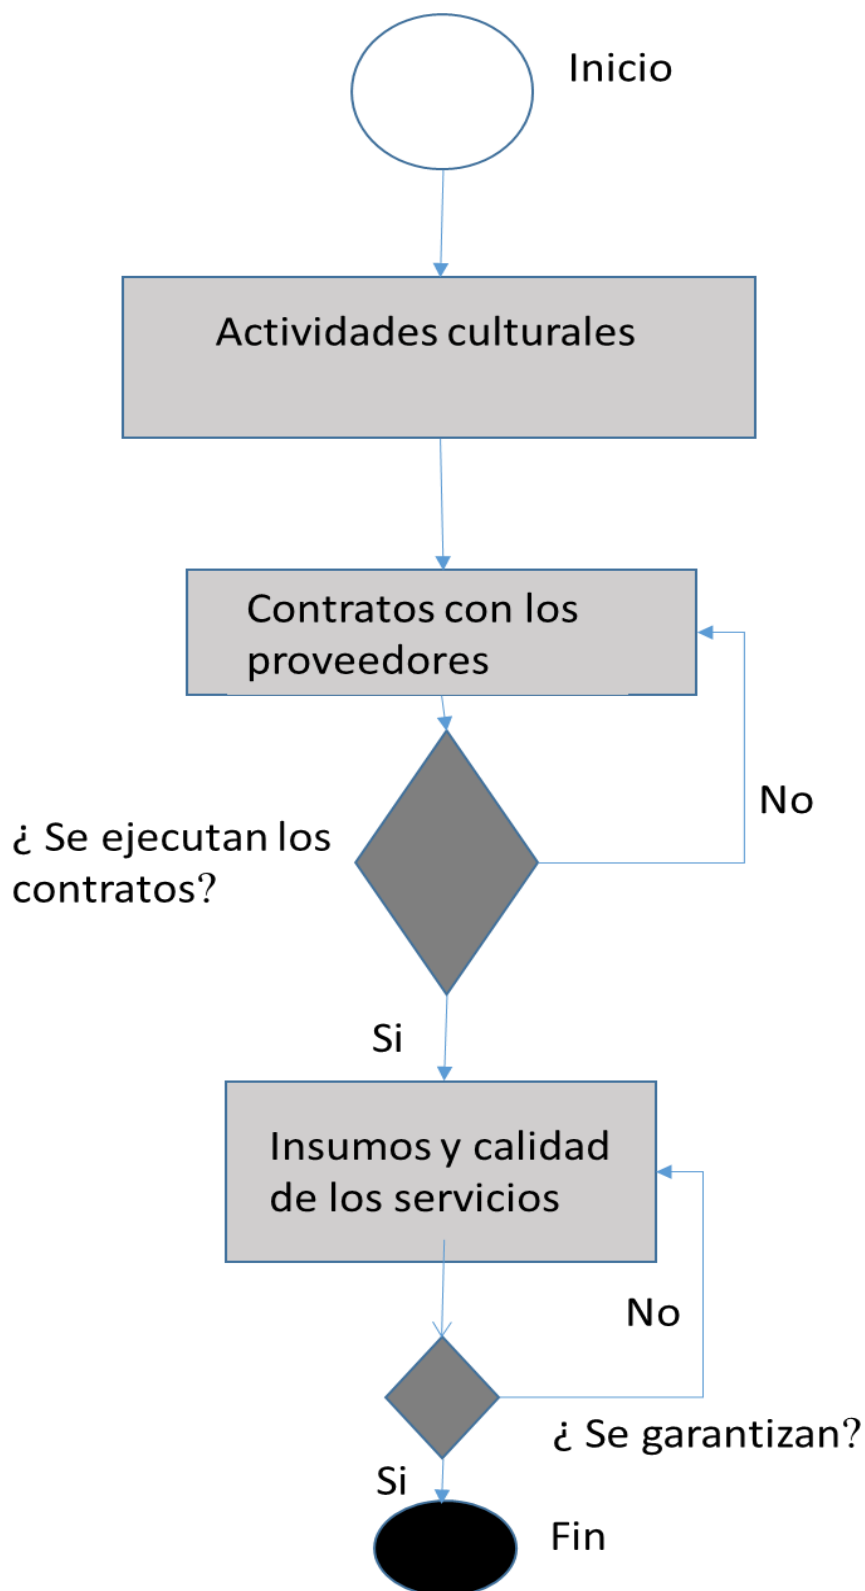 Inicio
Actividades culturales
Contratos con los
proveedores
No
¿ Se ejecutan los
contratos?
Si
Insumos y calidad
de los servicios
No
¿ Se garantizan?
Si
Fin